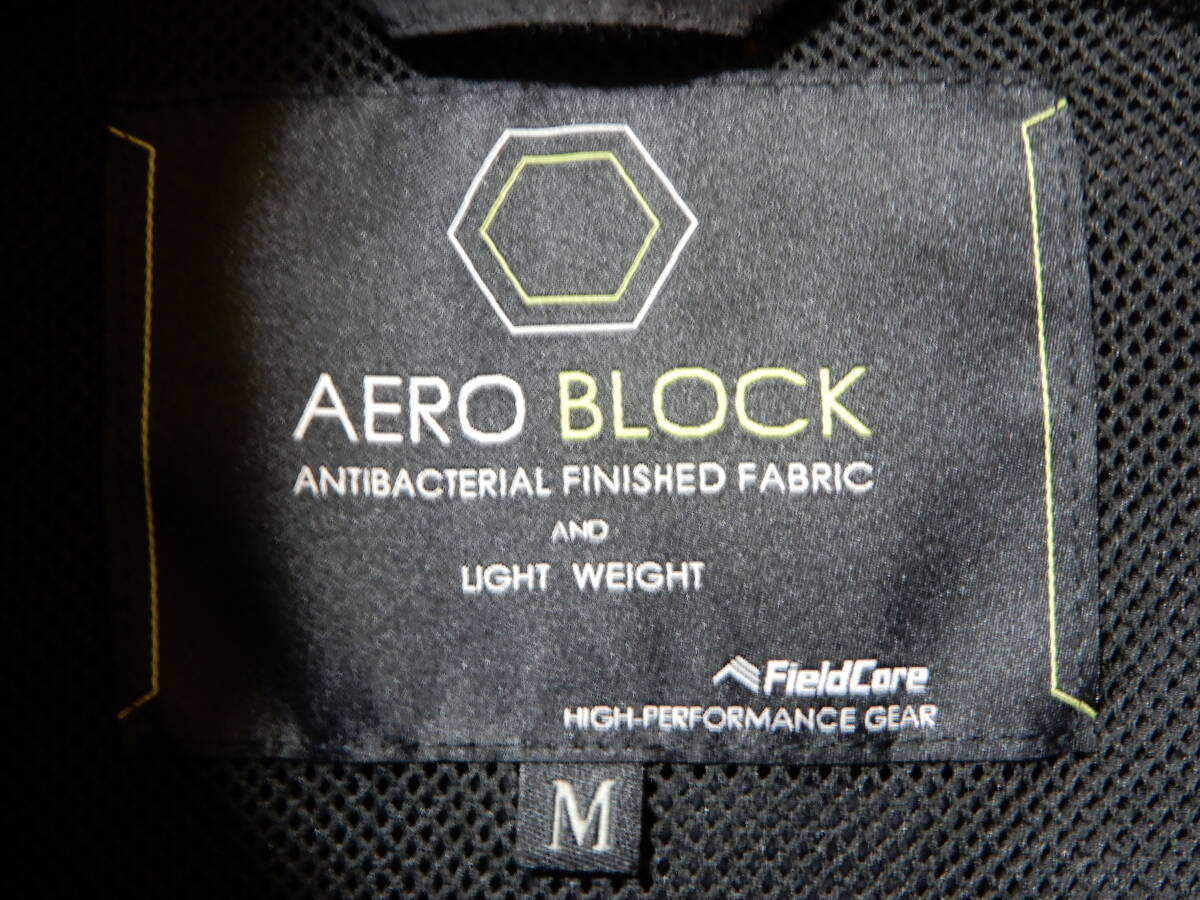 AERO BLOCK
ANTIBACTERIAL FINISHED FABRIC
AND
LIGHT WEIGHT
FieldCore
HIGH-PERFORMANCE GEAR
M